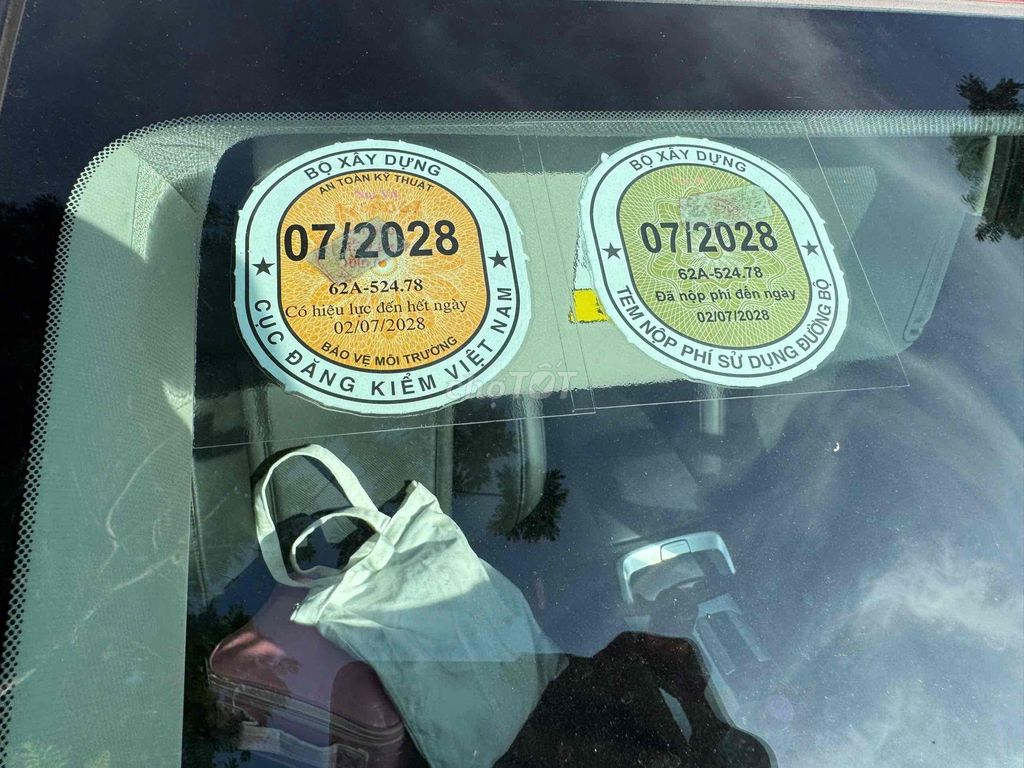 BỘ XÂY DỰNG
AN TOÀN KỸ THUẬT
07/2028
62A-524.78
Có hiệu lực đến hết ngày
02/07/2028
BẢO VỆ MÔI TRƯỜNG
CỤC ĐĂNG KIỂM VIỆT NAM
BỘ XÂY DỰNG
07/2028
62A-524.78
Đã nộp phí đến ngày
02/07/2028
TEM NỘP PHÍ SỬ DỤNG ĐƯỜNG BỘ
chợTỐT